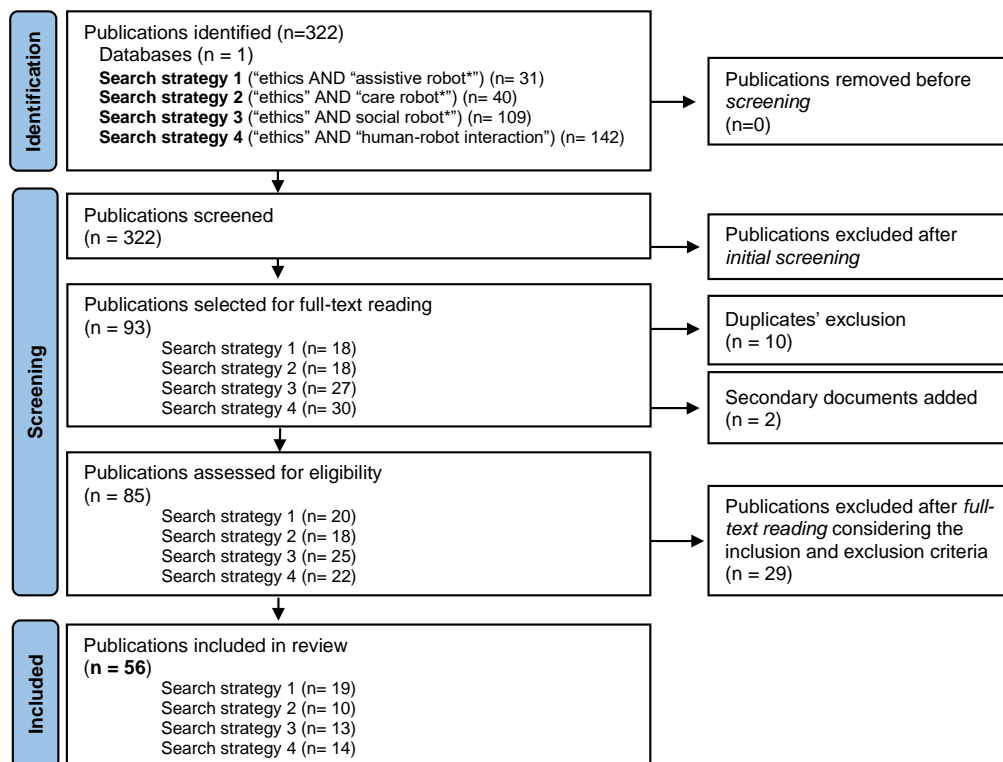 Identification
Publications identified (n=322)
Databases (n = 1)
Search strategy 1 (“ethics AND “assistive robot*”) (n= 31)
Search strategy 2 (“ethics” AND “care robot*”) (n= 40)
Search strategy 3 (“ethics” AND social robot*”) (n= 109)
Search strategy 4 (“ethics” AND “human-robot interaction”) (n= 142)
Publications removed before
screening
(n=0)
Screening
Publications screened
(n = 322)
Publications excluded after
initial screening
Publications selected for full-text reading
(n = 93)
Search strategy 1 (n= 18)
Search strategy 2 (n= 18)
Search strategy 3 (n= 27)
Search strategy 4 (n= 30)
Duplicates’ exclusion
(n = 10)
Secondary documents added
(n = 2)
Publications assessed for eligibility
(n = 85)
Search strategy 1 (n= 20)
Search strategy 2 (n= 18)
Search strategy 3 (n= 25)
Search strategy 4 (n= 22)
Publications excluded after full-
text reading considering the
inclusion and exclusion criteria
(n = 29)
Included
Publications included in review
(n = 56)
Search strategy 1 (n= 19)
Search strategy 2 (n= 10)
Search strategy 3 (n= 13)
Search strategy 4 (n= 14)